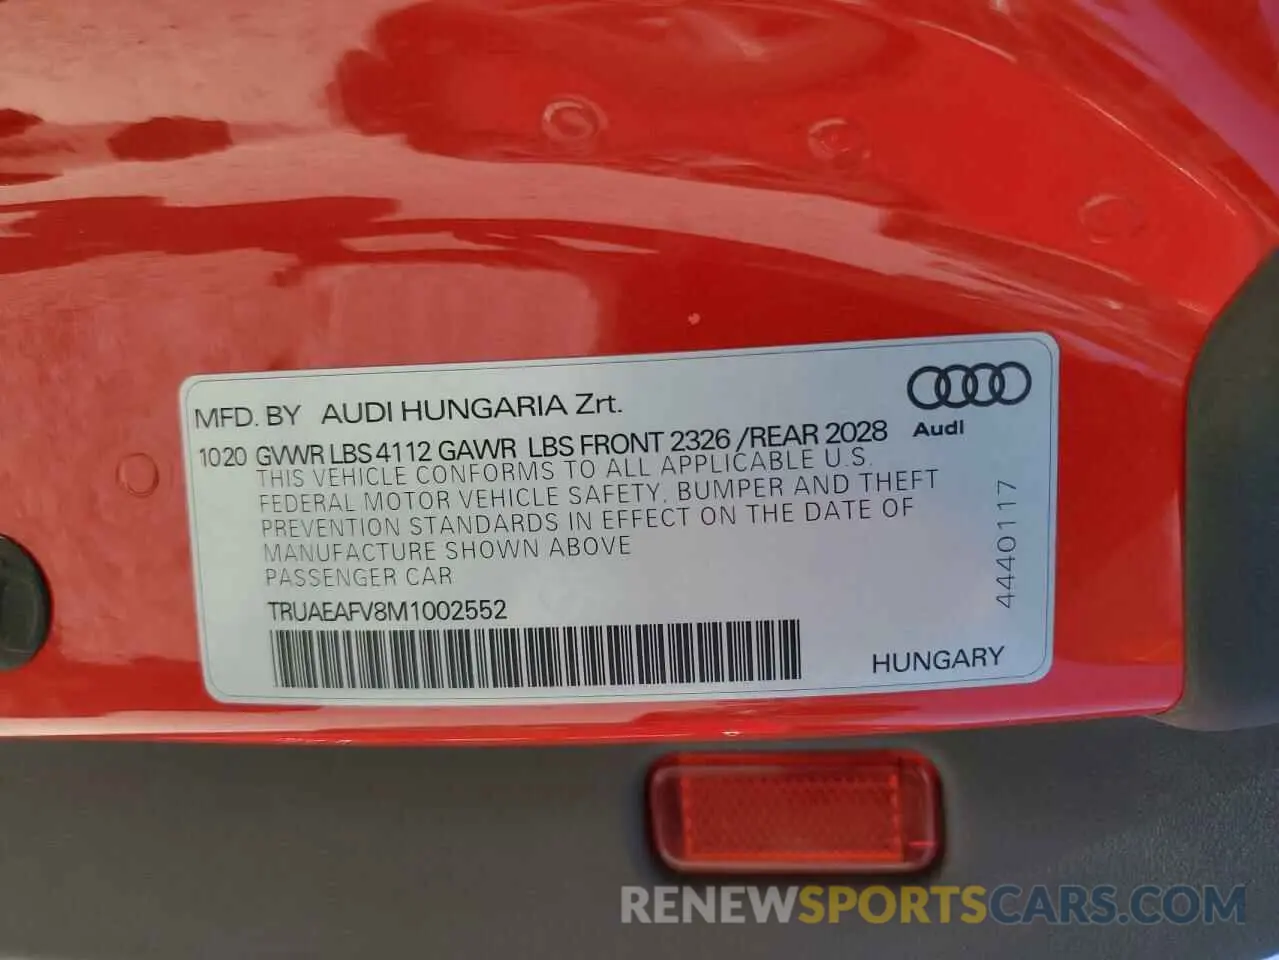 MFD. BY AUDI HUNGARIA Zrt.
1020 GVWR LBS 4112 GAWR LBS FRONT 2326 /REAR 2028
THIS VEHICLE CONFORMS TO ALL APPLICABLE U.S.
FEDERAL MOTOR VEHICLE SAFETY, BUMPER AND THEFT
PREVENTION STANDARDS IN EFFECT ON THE DATE OF
MANUFACTURE SHOWN ABOVE
PASSENGER CAR
TRUAEAFV8M1002552
Audi
4440117
HUNGARY
RENEWSPORTSCARS.COM